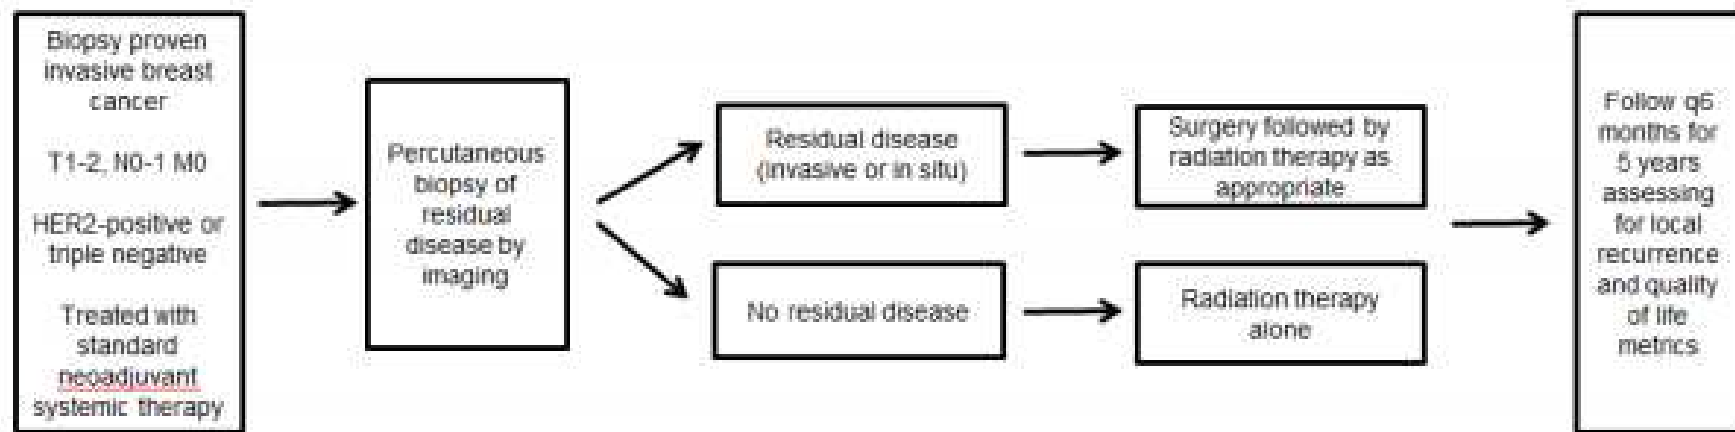 Biopsy proven
invasive breast
cancer
T1-2, N0-1 M0
HER2-positive or
triple negative
Treated with
standard
neoadjuvant
systemic therapy
Percutaneous
biopsy of
residual
disease by
imaging
Residual disease
(invasive or in situ)
No residual disease
Surgery followed by
radiation therapy as
appropriate
Radiation therapy
alone
Follow q6
months for
5 years
assessing
for local
recurrence
and quality
of life
metrics